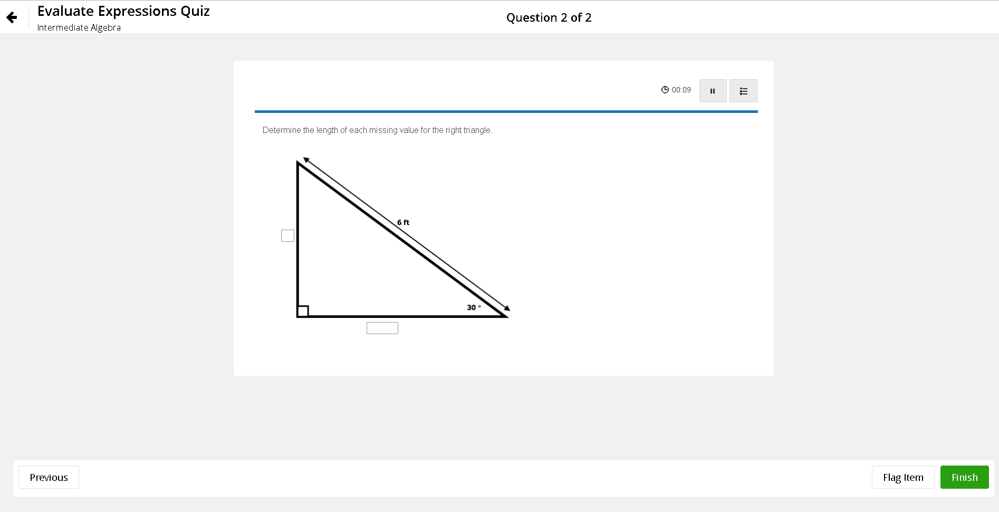 Evaluate Expressions Quiz
Intermediate Algebra
Question 2 of 2
00:09
Determine the length of each missing value for the right triangle.
6 ft
30 °
Previous
Flag Item
Finish